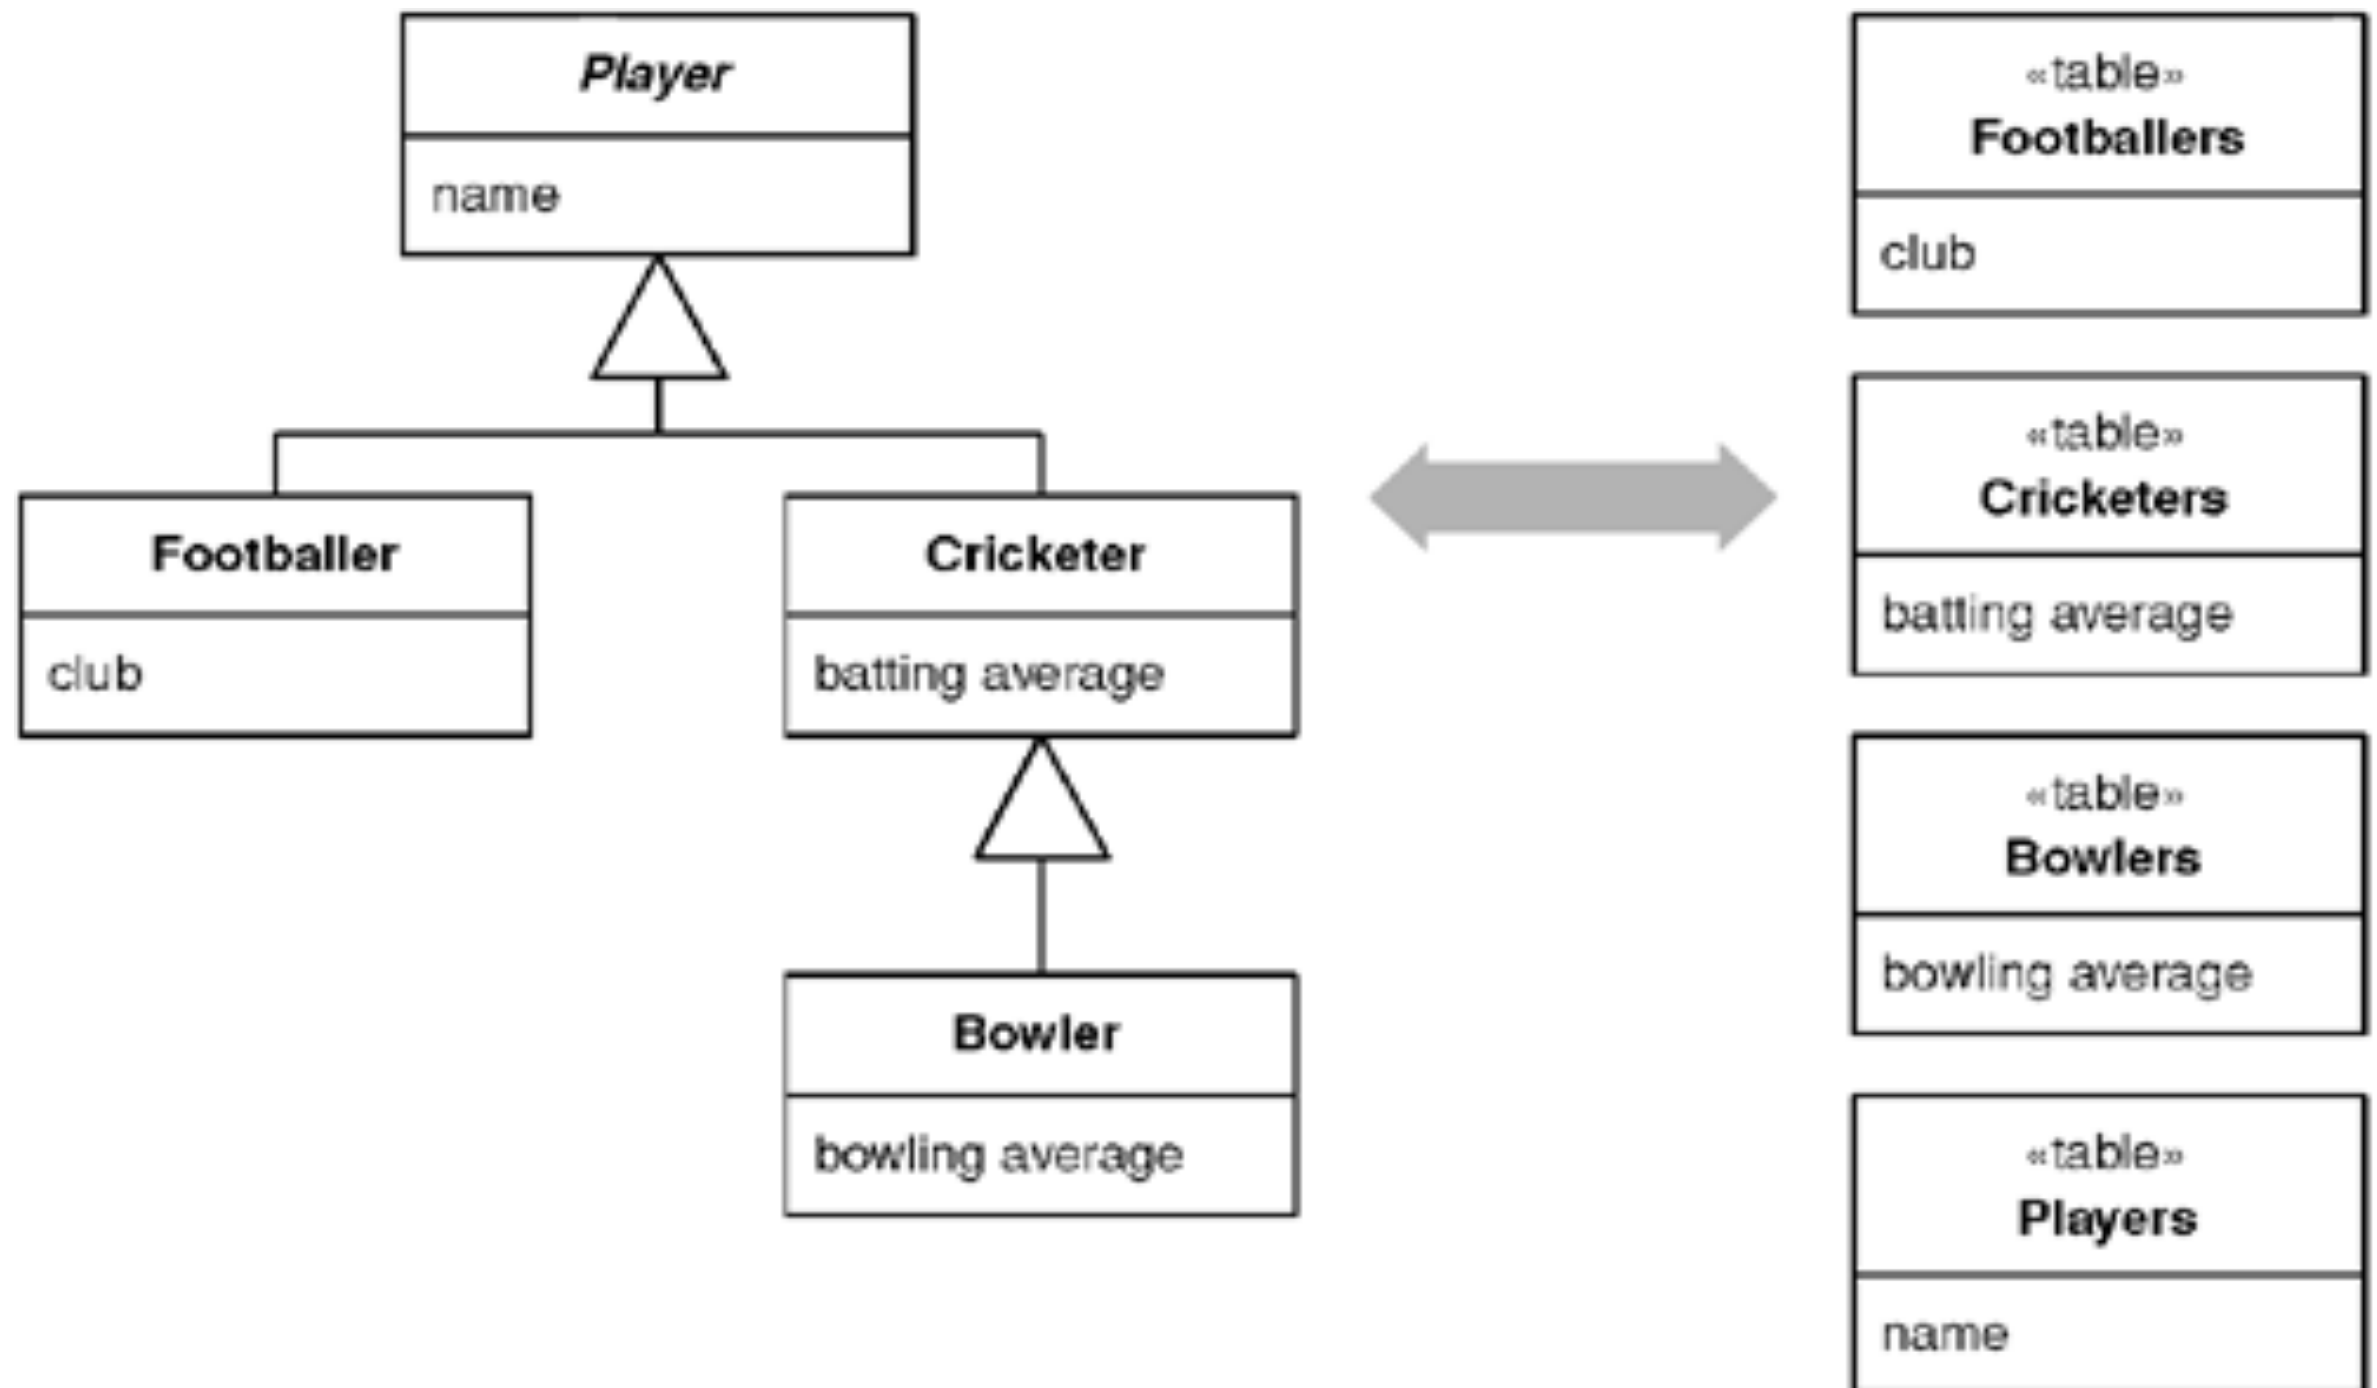 Player
name
Footballer
club
Cricketer
batting average
Bowler
bowling average
«table»
Footballers
club
«table»
Cricketers
batting average
«table»
Bowlers
bowling average
«table»
Players
name